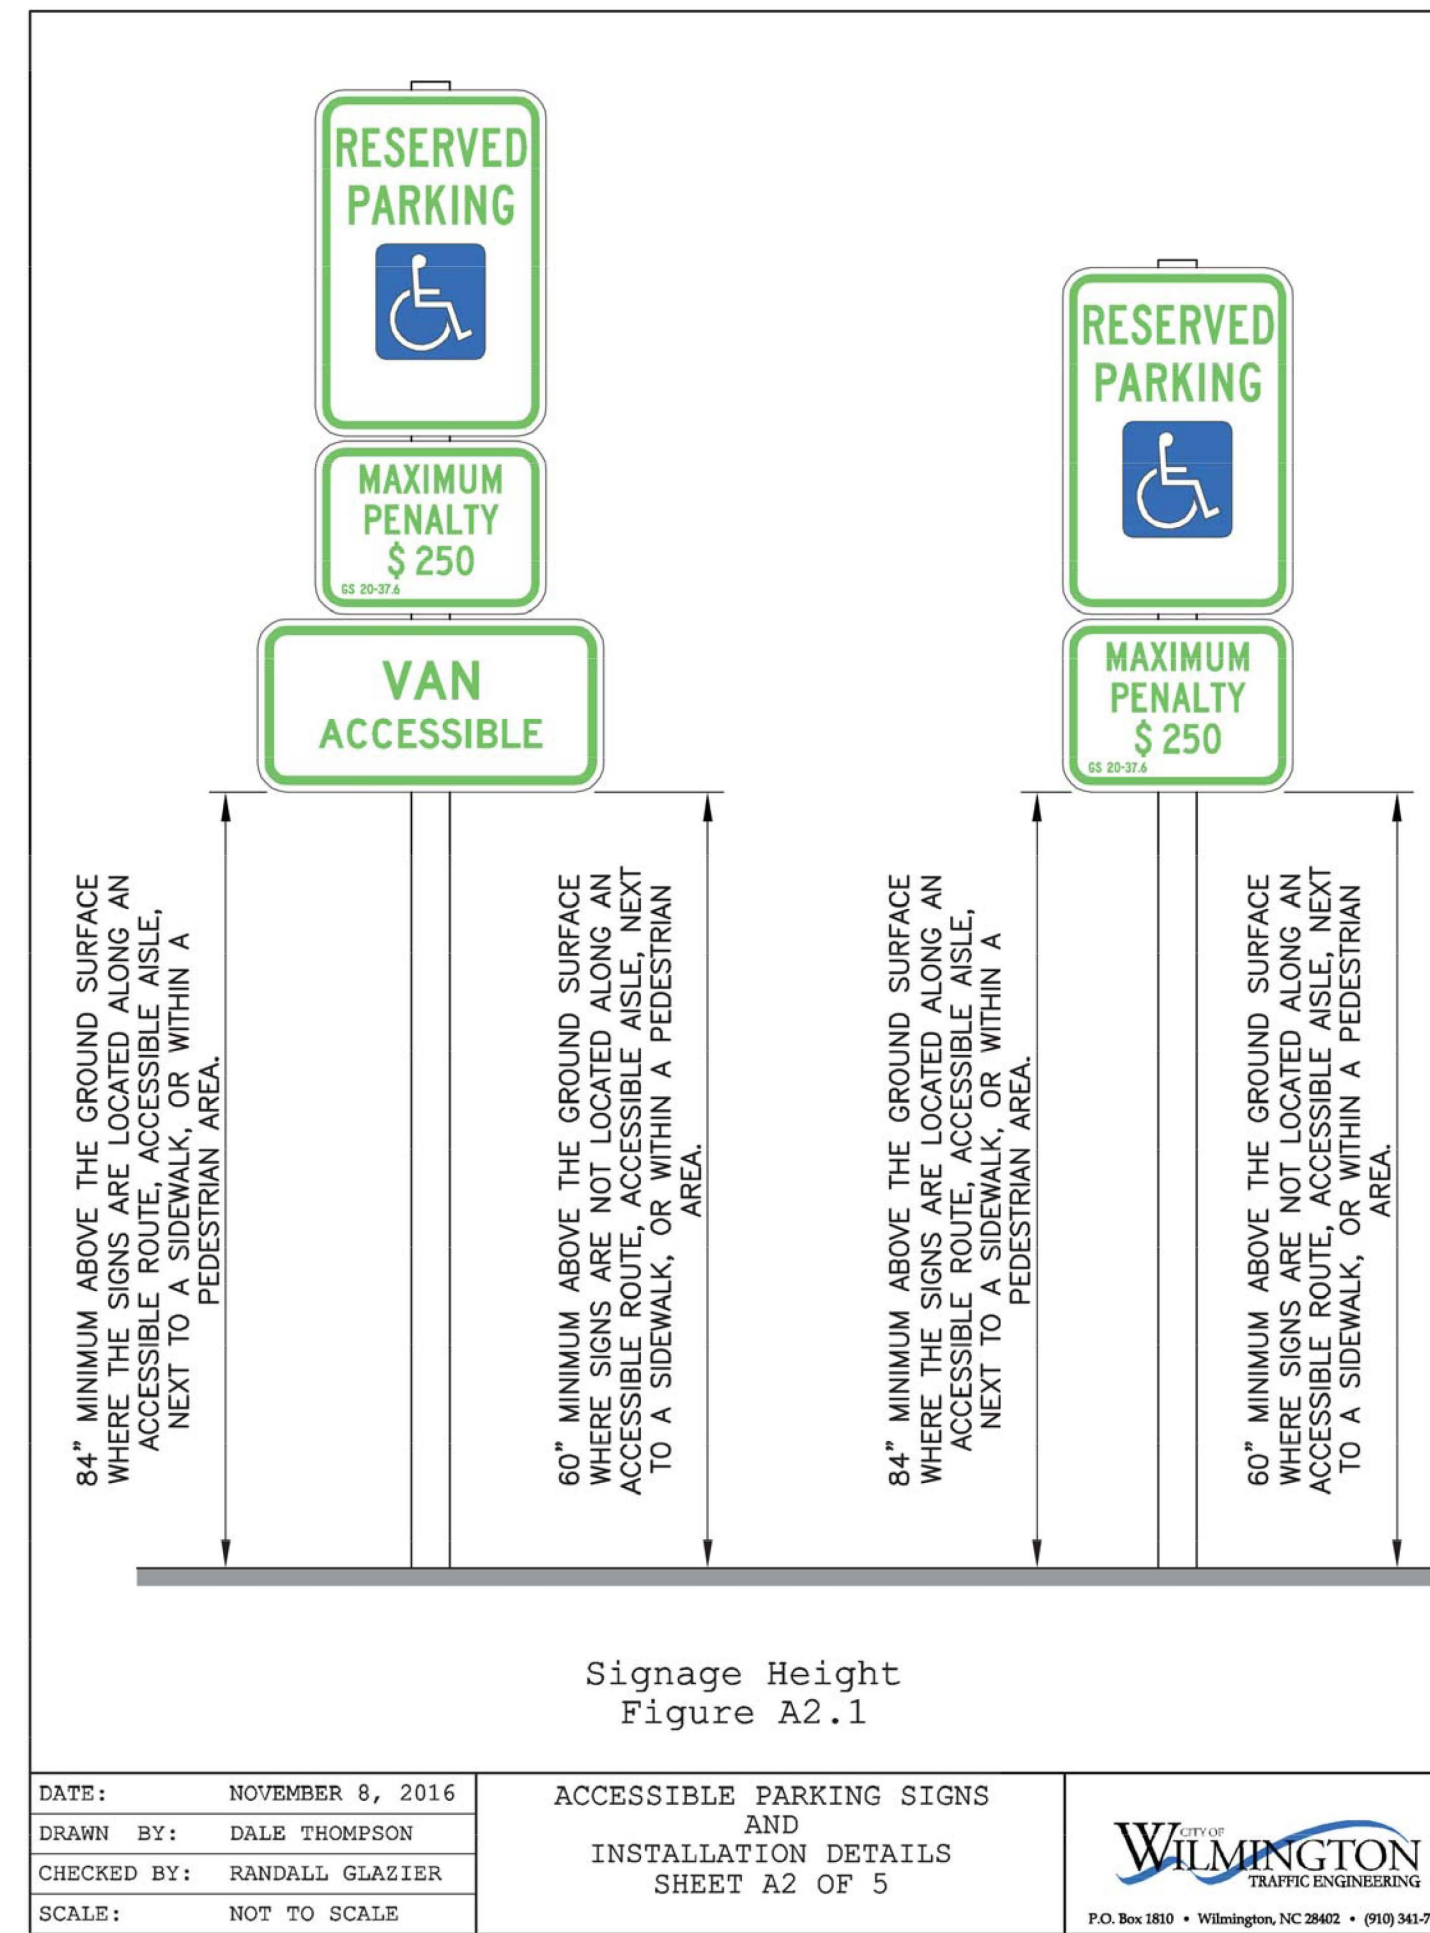 RESERVED
PARKING
MAXIMUM
PENALTY
$ 250
GS 20-37.6
VAN
ACCESSIBLE
RESERVED
PARKING
MAXIMUM
PENALTY
$ 250
GS 20-37.6
84" MINIMUM ABOVE THE GROUND SURFACE
WHERE THE SIGNS ARE LOCATED ALONG AN
ACCESSIBLE ROUTE, ACCESSIBLE AISLE,
NEXT TO A SIDEWALK, OR WITHIN A
PEDESTRIAN AREA.
60" MINIMUM ABOVE THE GROUND SURFACE
WHERE SIGNS ARE NOT LOCATED ALONG AN
ACCESSIBLE ROUTE, ACCESSIBLE AISLE, NEXT
TO A SIDEWALK, OR WITHIN A PEDESTRIAN
AREA.
84" MINIMUM ABOVE THE GROUND SURFACE
WHERE THE SIGNS ARE LOCATED ALONG AN
ACCESSIBLE ROUTE, ACCESSIBLE AISLE,
NEXT TO A SIDEWALK, OR WITHIN A
PEDESTRIAN AREA.
60" MINIMUM ABOVE THE GROUND SURFACE
WHERE SIGNS ARE NOT LOCATED ALONG AN
ACCESSIBLE ROUTE, ACCESSIBLE AISLE, NEXT
TO A SIDEWALK, OR WITHIN A PEDESTRIAN
AREA.
Signage Height
Figure A2.1
DATE: NOVEMBER 8, 2016
DRAWN BY: DALE THOMPSON
CHECKED BY: RANDALL GLAZIER
SCALE: NOT TO SCALE
ACCESSIBLE PARKING SIGNS
AND
INSTALLATION DETAILS
SHEET A2 OF 5
CITY OF
WILMINGTON
TRAFFIC ENGINEERING
P.O. Box 1810 • Wilmington, NC 28402 • (910) 341-7